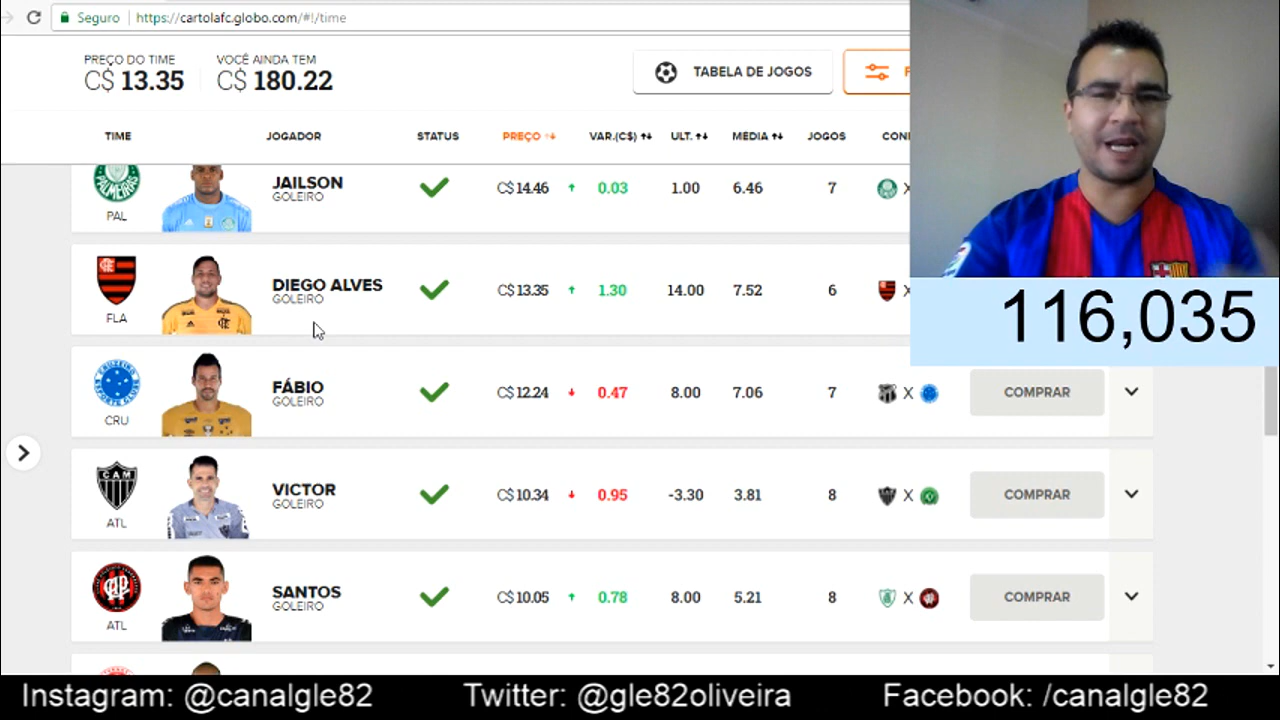 Seguro https://cartolafc.globo.com/#!/time
PREÇO DO TIME
C$ 13.35
VOCÊ AINDA TEM
C$ 180.22
TABELA DE JOGOS
F
TIME JOGADOR STATUS PREÇO VAR.(C$) ULT. MEDIA JOGOS CON
PALMEIRAS
PAL
JAILSON
GOLEIRO
C$ 14.46 0.03 1.00 6.46 7 X
FLA
DIEGO ALVES
GOLEIRO
C$ 13.35 1.30 14.00 7.52 6 X
116,035
CRU
FÁBIO
GOLEIRO
C$ 12.24 0.47 8.00 7.06 7 X
COMPRAR
CAM
ATL
VICTOR
GOLEIRO
C$ 10.34 0.95 -3.30 3.81 8 X
COMPRAR
ATL
SANTOS
GOLEIRO
C$ 10.05 0.78 8.00 5.21 8 X
COMPRAR
Instagram: @canalgle82 Twitter: @gle82oliveira Facebook: /canalgle82